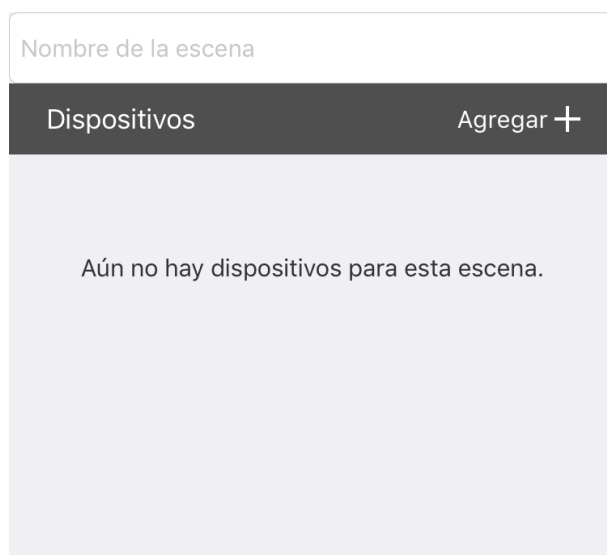 Nombre de la escena
Dispositivos Agregar +
Aún no hay dispositivos para esta escena.